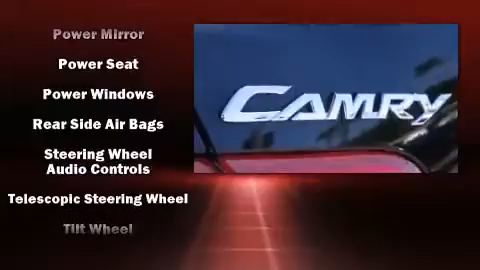 Power Mirror
Power Seat
Power Windows
Rear Side Air Bags
Steering Wheel
Audio Controls
Telescopic Steering Wheel
Tilt Wheel
CAMRY